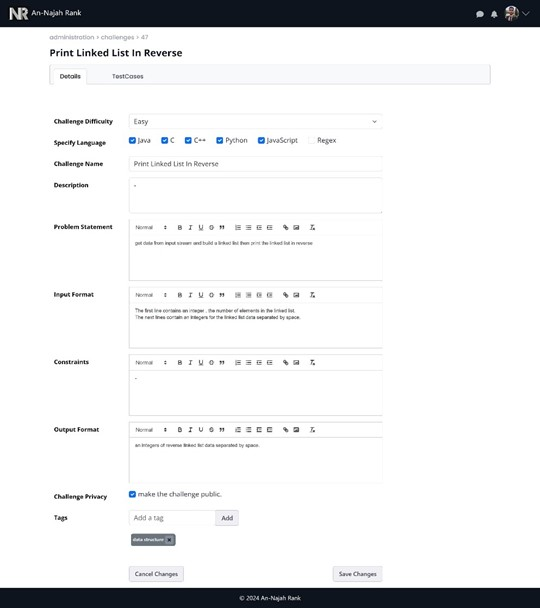 NR An-Najah Rank
administration > challenges > 47
Print Linked List In Reverse
Details TestCases
Challenge Difficulty Easy
Specify Language Java C C++ Python JavaScript Regex
Challenge Name Print Linked List In Reverse
Description -
Problem Statement Normal B I U S ”
get data from input stream and build a linked list then print the linked list in reverse
Input Format Normal B I U S ”
The first line contains an integer , the number of elements in the linked list.
The next lines contain an integers for the linked list data separated by space.
Constraints Normal B I U S ”
-
Output Format Normal B I U S ”
an integers of reverse linked list data separated by space.
Challenge Privacy make the challenge public.
Tags Add a tag Add
data structure x
Cancel Changes Save Changes
© 2024 An-Najah Rank